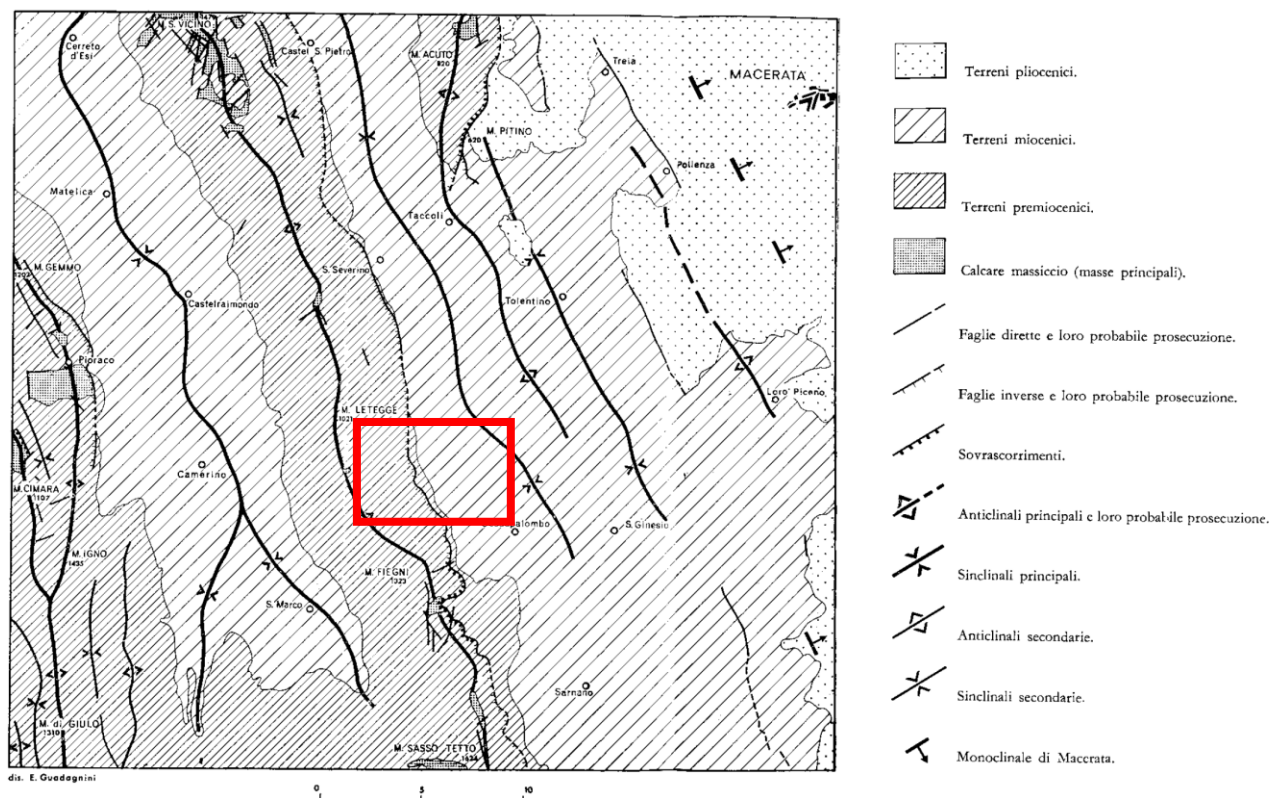 M. S. VICINO
Cerreto
d'Esi
Castel S. Pietro
M. ACUTO
820
Treia
MACERATA
M. PITINO
620
Pollenza
Matelica
Taccoli
S. Severino
M. GEMMO
1202
Castelraimondo
Tolentino
Pioraco
Loro Piceno
M. LETEGGE
1021
Camerino
M. CIMARA
1107
S. Ginesio
M. IGNO
1435
M. FIEGNI
1323
S. Marco
Sarnano
M. di GIULO
1310
M. SASSO TETTO
1624
dis. E. Guadagnini
0 5 10
Terreni pliocenici.
Terreni miocenici.
Terreni premiocenici.
Calcare massiccio (masse principali).
Faglie dirette e loro probabile prosecuzione.
Faglie inverse e loro probabile prosecuzione.
Sovrascorrimenti.
Anticlinali principali e loro probabile prosecuzione.
Sinclinali principali.
Anticlinali secondarie.
Sinclinali secondarie.
Monoclinale di Macerata.